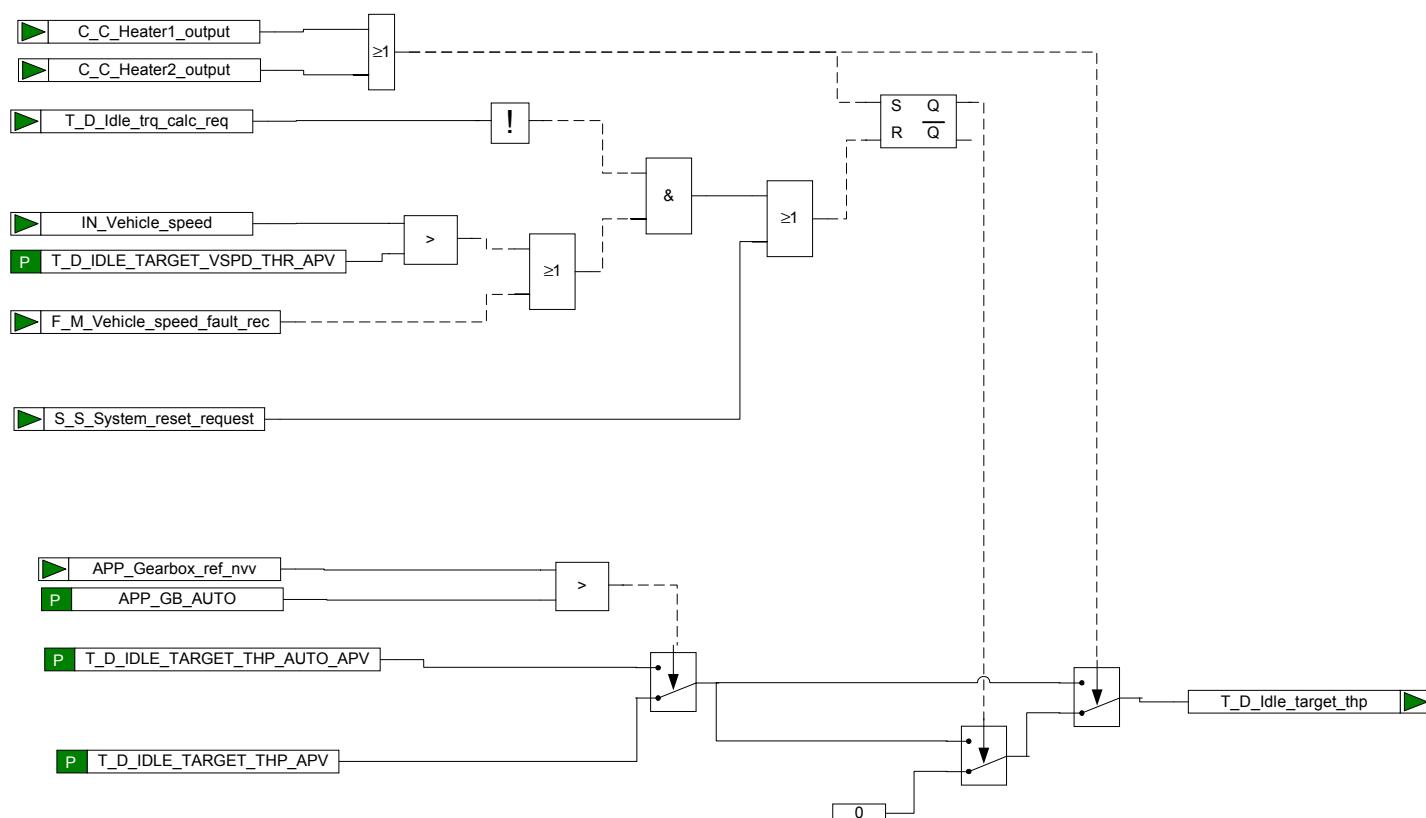 C_C_Heater1_output
≥1
C_C_Heater2_output
T_D_Idle_trq_calc_req
!
S Q
R Q̅
&
≥1
IN_Vehicle_speed
>
P T_D_IDLE_TARGET_VSPD_THR_APV
≥1
F_M_Vehicle_speed_fault_rec
S_S_System_reset_request
APP_Gearbox_ref_nvv
>
P APP_GB_AUTO
P T_D_IDLE_TARGET_THP_AUTO_APV
T_D_Idle_target_thp
P T_D_IDLE_TARGET_THP_APV
0